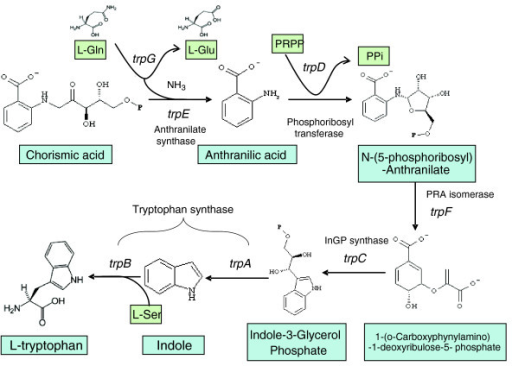 L-Gln
L-Glu
PRPP
PPi
trpG
trpD
NH3
trpE
Anthranilate
synthase
Phosphoribosyl
transferase
Chorismic acid
Anthranilic acid
N-(5-phosphoribosyl)
-Anthranilate
PRA isomerase
trpF
Tryptophan synthase
InGP synthase
trpB
trpA
trpC
L-Ser
L-tryptophan
Indole
Indole-3-Glycerol
Phosphate
1-(o-Carboxyphynylamino)
-1-deoxyribulose-5- phosphate